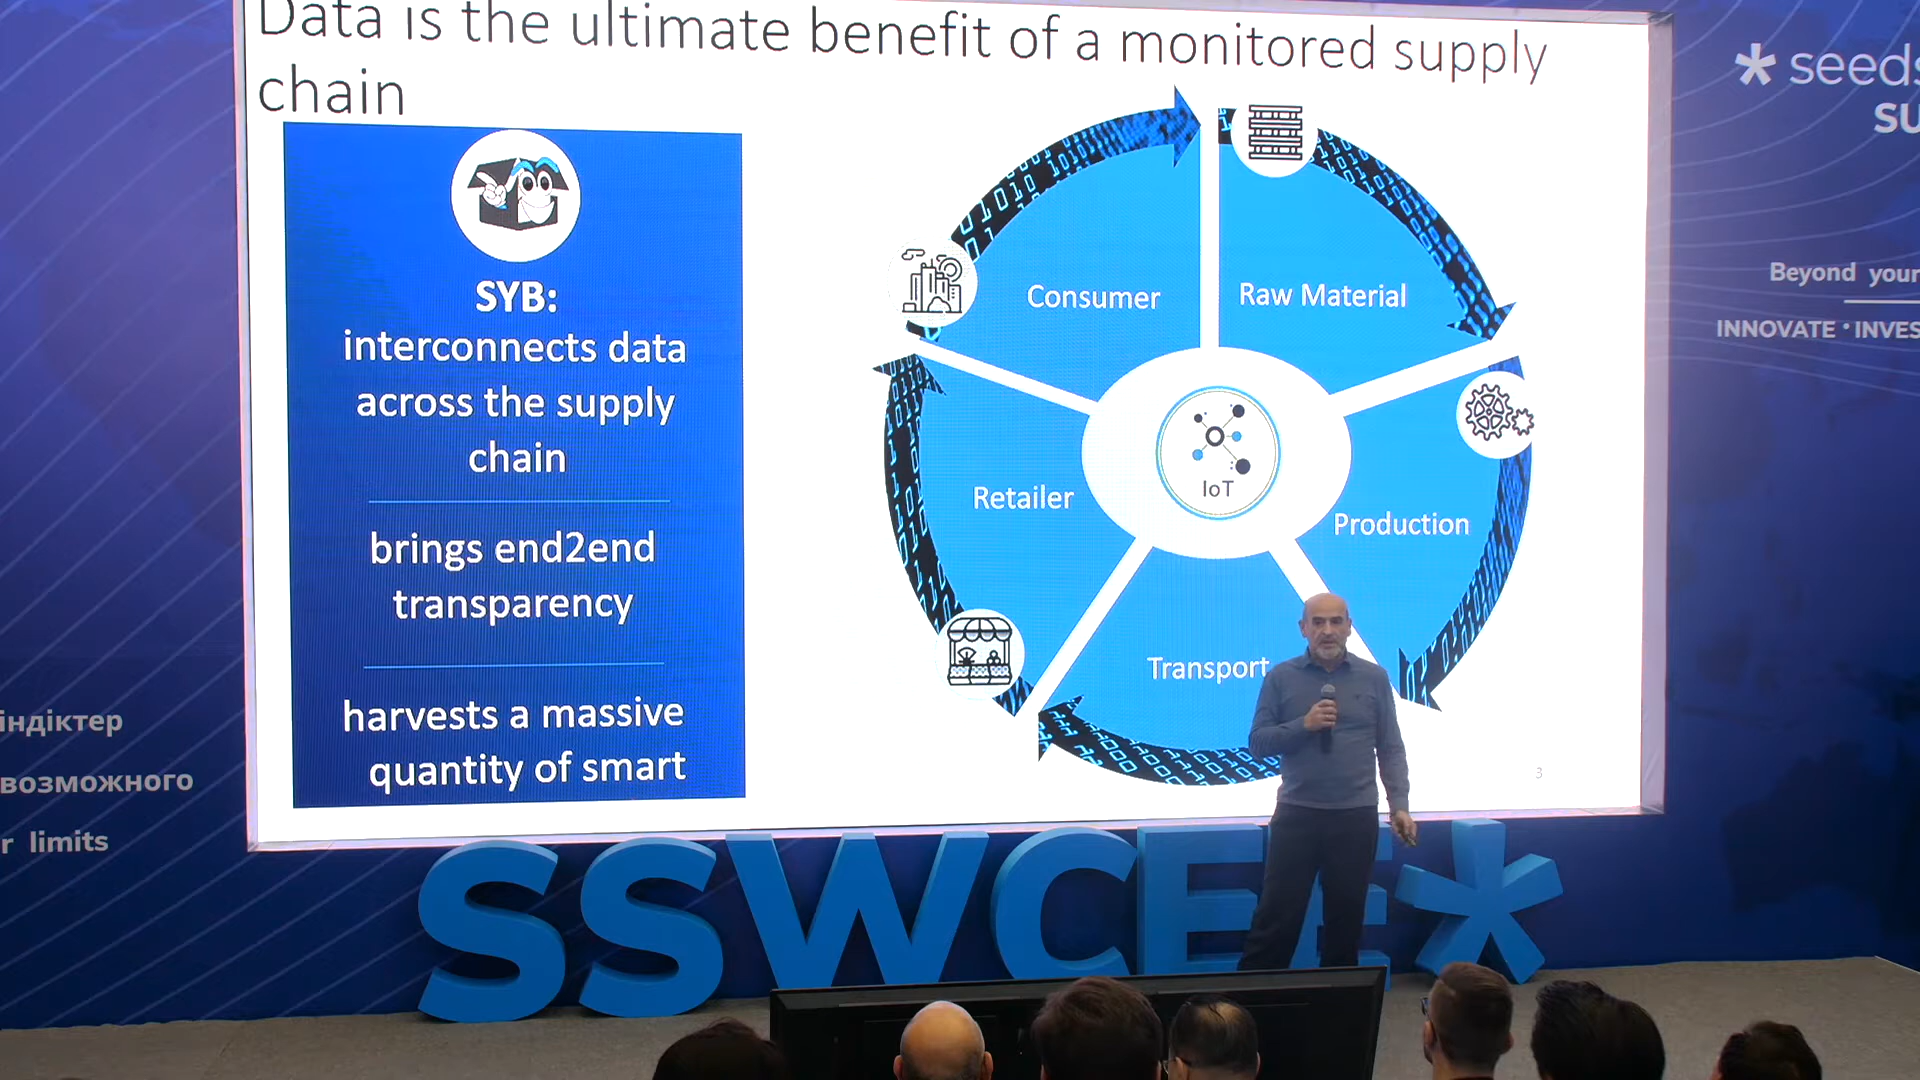 Data is the ultimate benefit of a monitored supply
chain
SYB:
interconnects data
across the supply
chain
brings end2end
transparency
harvests a massive
quantity of smart
Consumer
Raw Material
Retailer
IoT
Production
Transport
3
seeds
SU
Beyond your
INNOVATE • INVES
індіктер
возможного
r limits
SSWCEE*